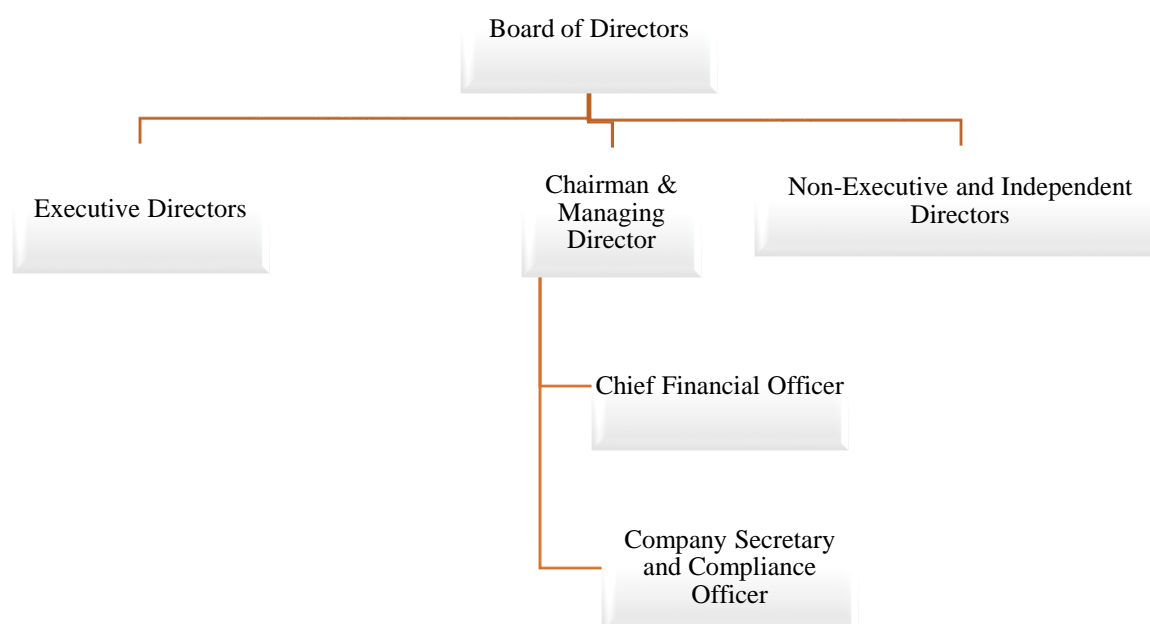 Board of Directors
Executive Directors
Chairman &
Managing
Director
Non-Executive and Independent
Directors
Chief Financial Officer
Company Secretary
and Compliance
Officer